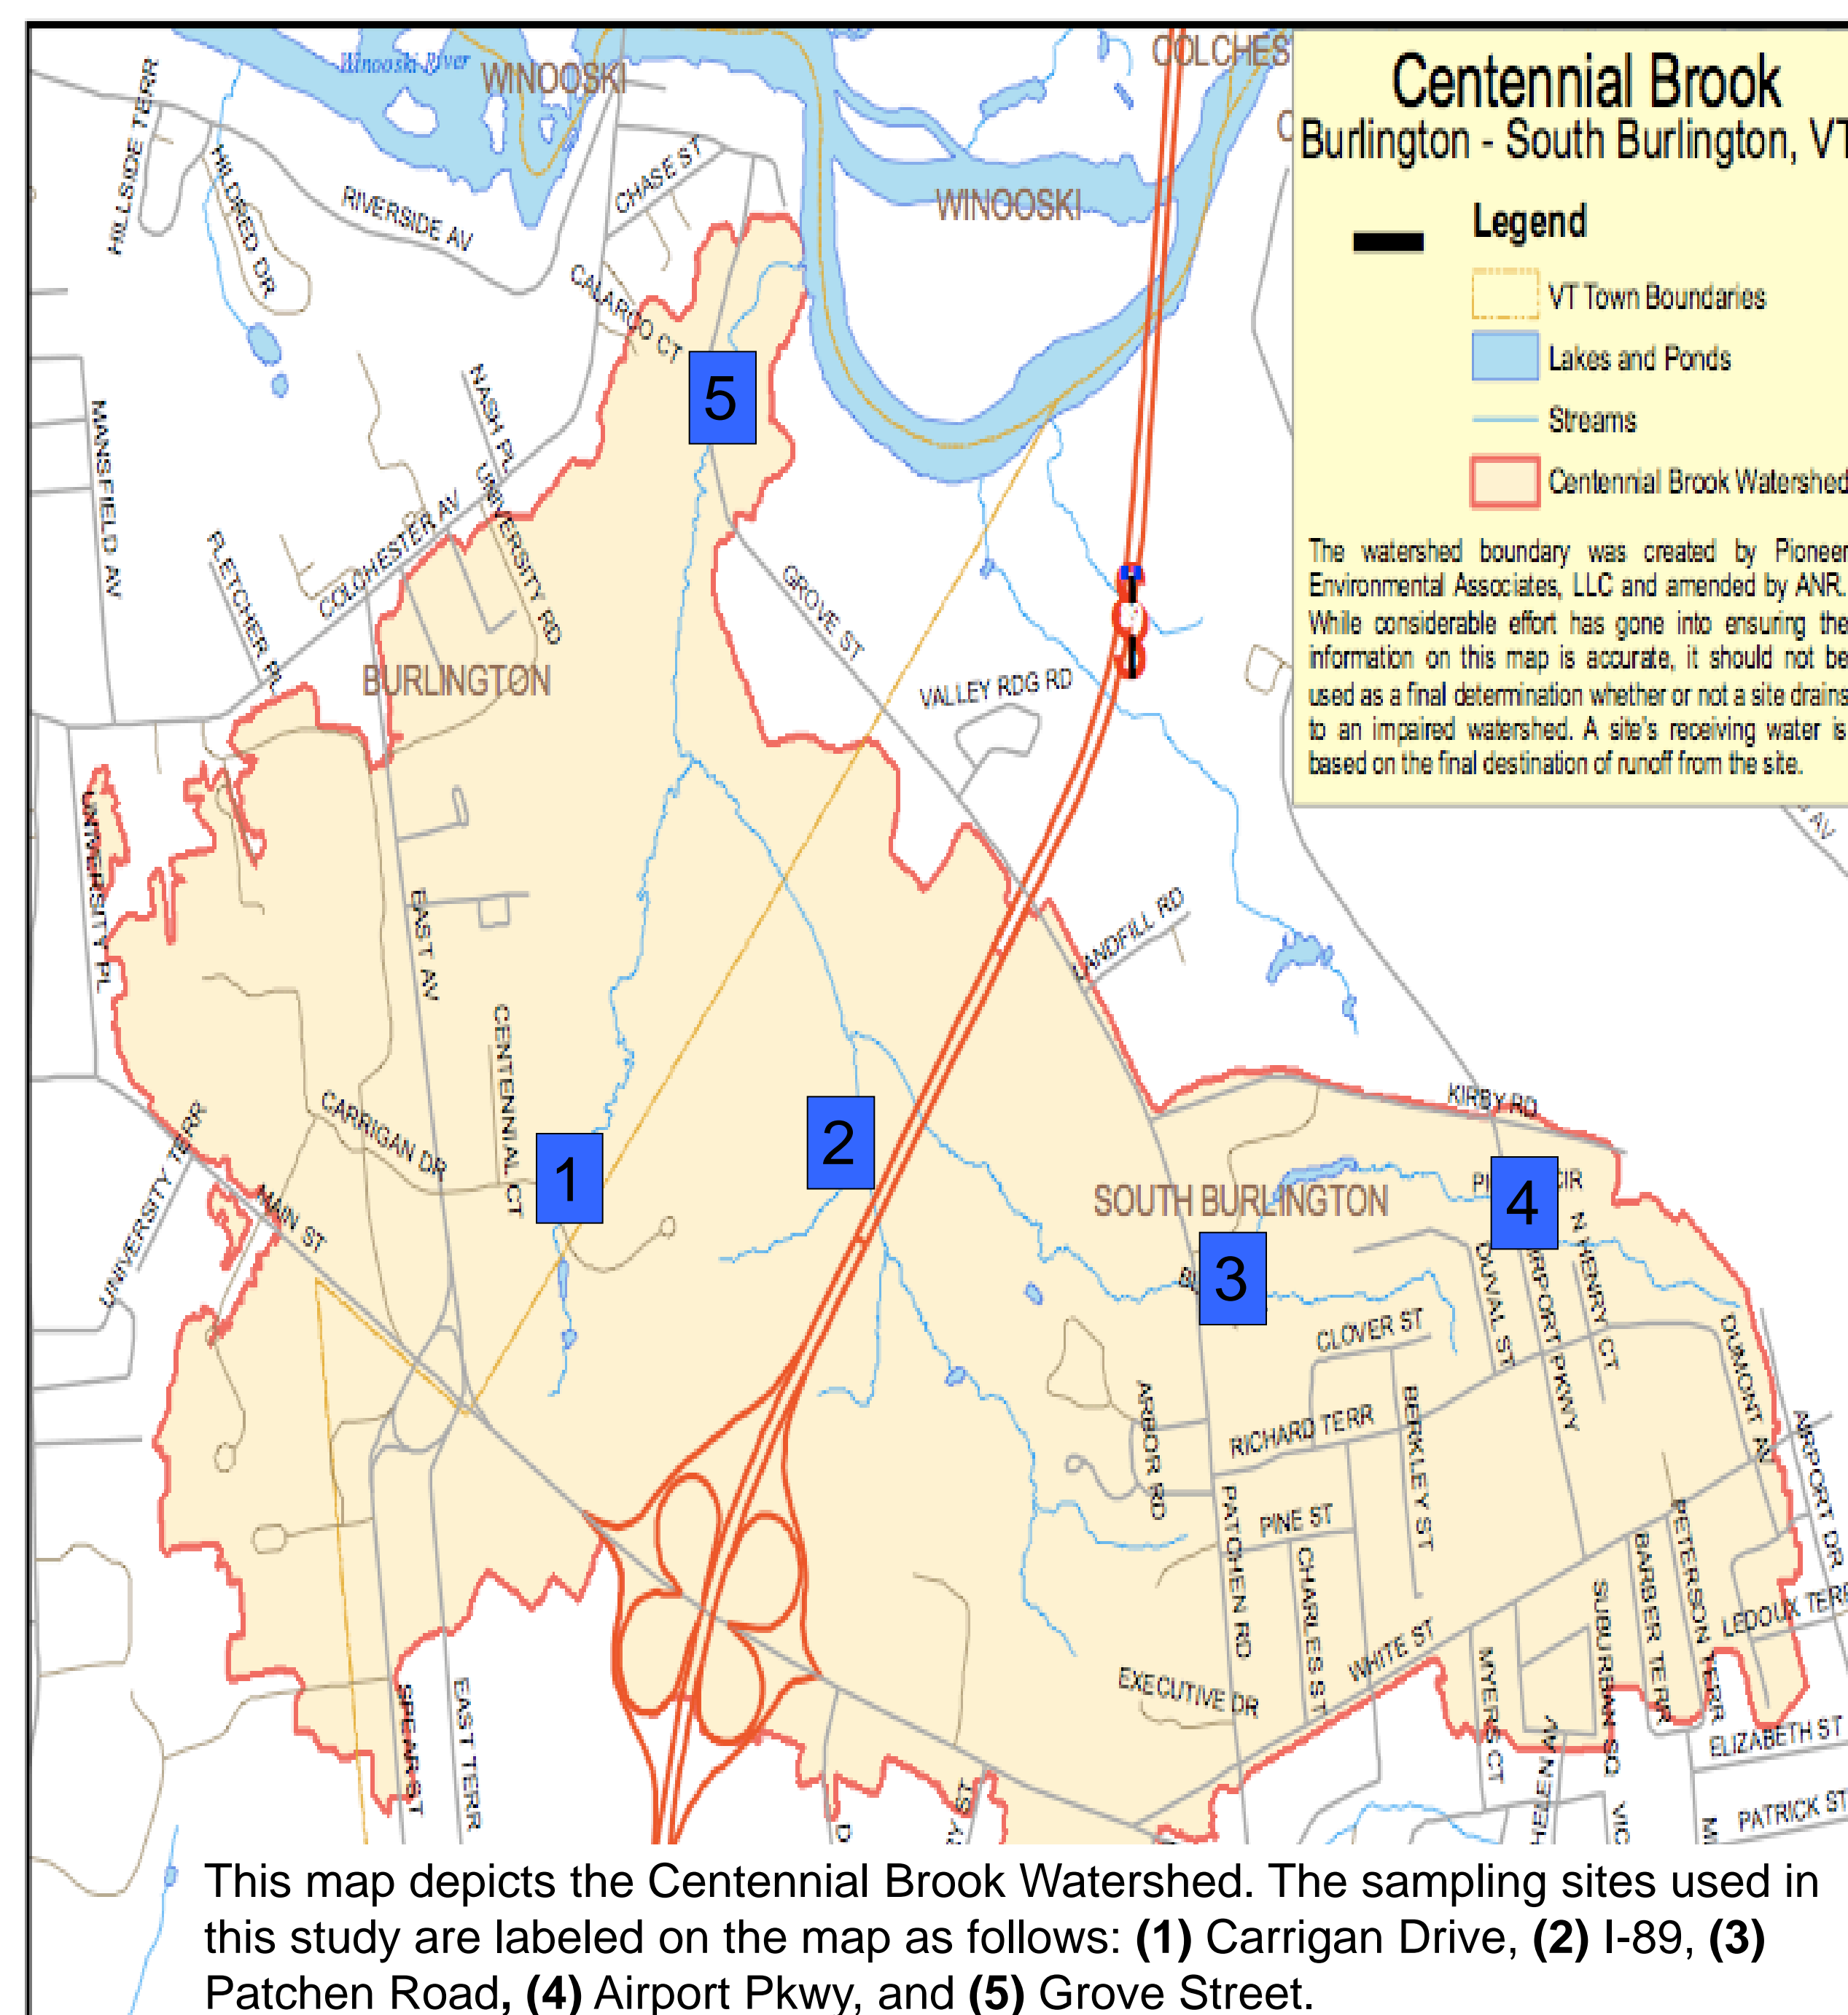 Winooski River
WINOOSKI
COLCHES
Centennial Brook
Burlington - South Burlington, VT
Legend
VT Town Boundaries
Lakes and Ponds
Streams
Centennial Brook Watershed
The watershed boundary was created by Pioneer
Environmental Associates, LLC and amended by ANR.
While considerable effort has gone into ensuring the
information on this map is accurate, it should not be
used as a final determination whether or not a site drains
to an impaired watershed. A site's receiving water is
based on the final destination of runoff from the site.
HILLSIDE TERR
HILDRED DR
RIVERSIDE AV
CHASE ST
WINOOSKI
CALARCO CT
5
NASH PL
MANSFIELD AV
UNIVERSITY RD
COLCHESTER AV
FLETCHER PL
GROVE ST
BURLINGTON
VALLEY RDG RD
AV
UNIVERSITY PL
EAST AV
LANDFILL RD
CENTENNIAL CT
CARRIGAN DR
KIRBY RD
UNIVERSITY TERR
MAIN ST
1
2
SOUTH BURLINGTON
PI
CIR
4
N HENRY CT
3
DUVAL ST
AIRPORT PKWY
CLOVER ST
DUMONT AV
AIRPORT DR
ARBOR RD
RICHARD TERR
BERKLEY ST
PATCHEN RD
PINE ST
CHARLES ST
WHITE ST
PETERSON TERR
BARBER TERR
SUBURBAN SQ
LEDOUX TERR
EXECUTIVE DR
MYERS CT
SPEAR ST
EAST TERR
HELEN AV
ELIZABETH ST
PATRICK ST
D
RY ST
VIC
M
This map depicts the Centennial Brook Watershed. The sampling sites used in
this study are labeled on the map as follows: (1) Carrigan Drive, (2) I-89, (3)
Patchen Road, (4) Airport Pkwy, and (5) Grove Street.